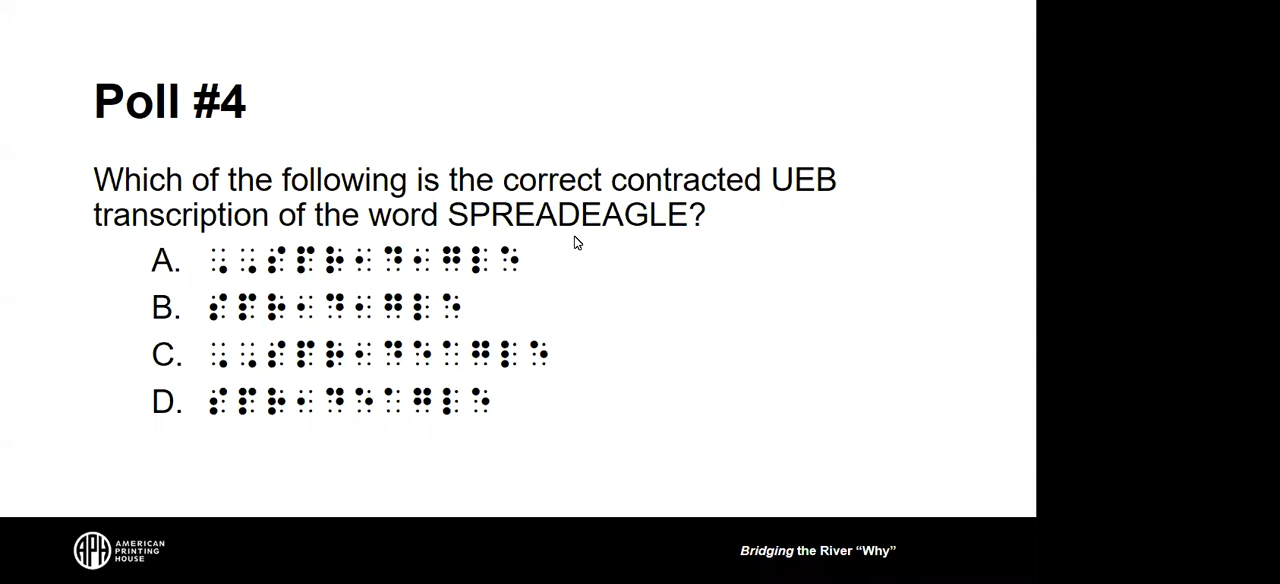 Poll #4
Which of the following is the correct contracted UEB
transcription of the word SPREADEAGLE?
A. ⠠⠠⠎⠏⠗⠂⠙⠂⠛⠇⠑
B. ⠎⠏⠗⠂⠙⠂⠛⠇⠑
C. ⠠⠠⠎⠏⠗⠂⠙⠑⠁⠛⠇⠑
D. ⠎⠏⠗⠂⠙⠑⠁⠛⠇⠑
APH AMERICAN
PRINTING
HOUSE
Bridging the River “Why”